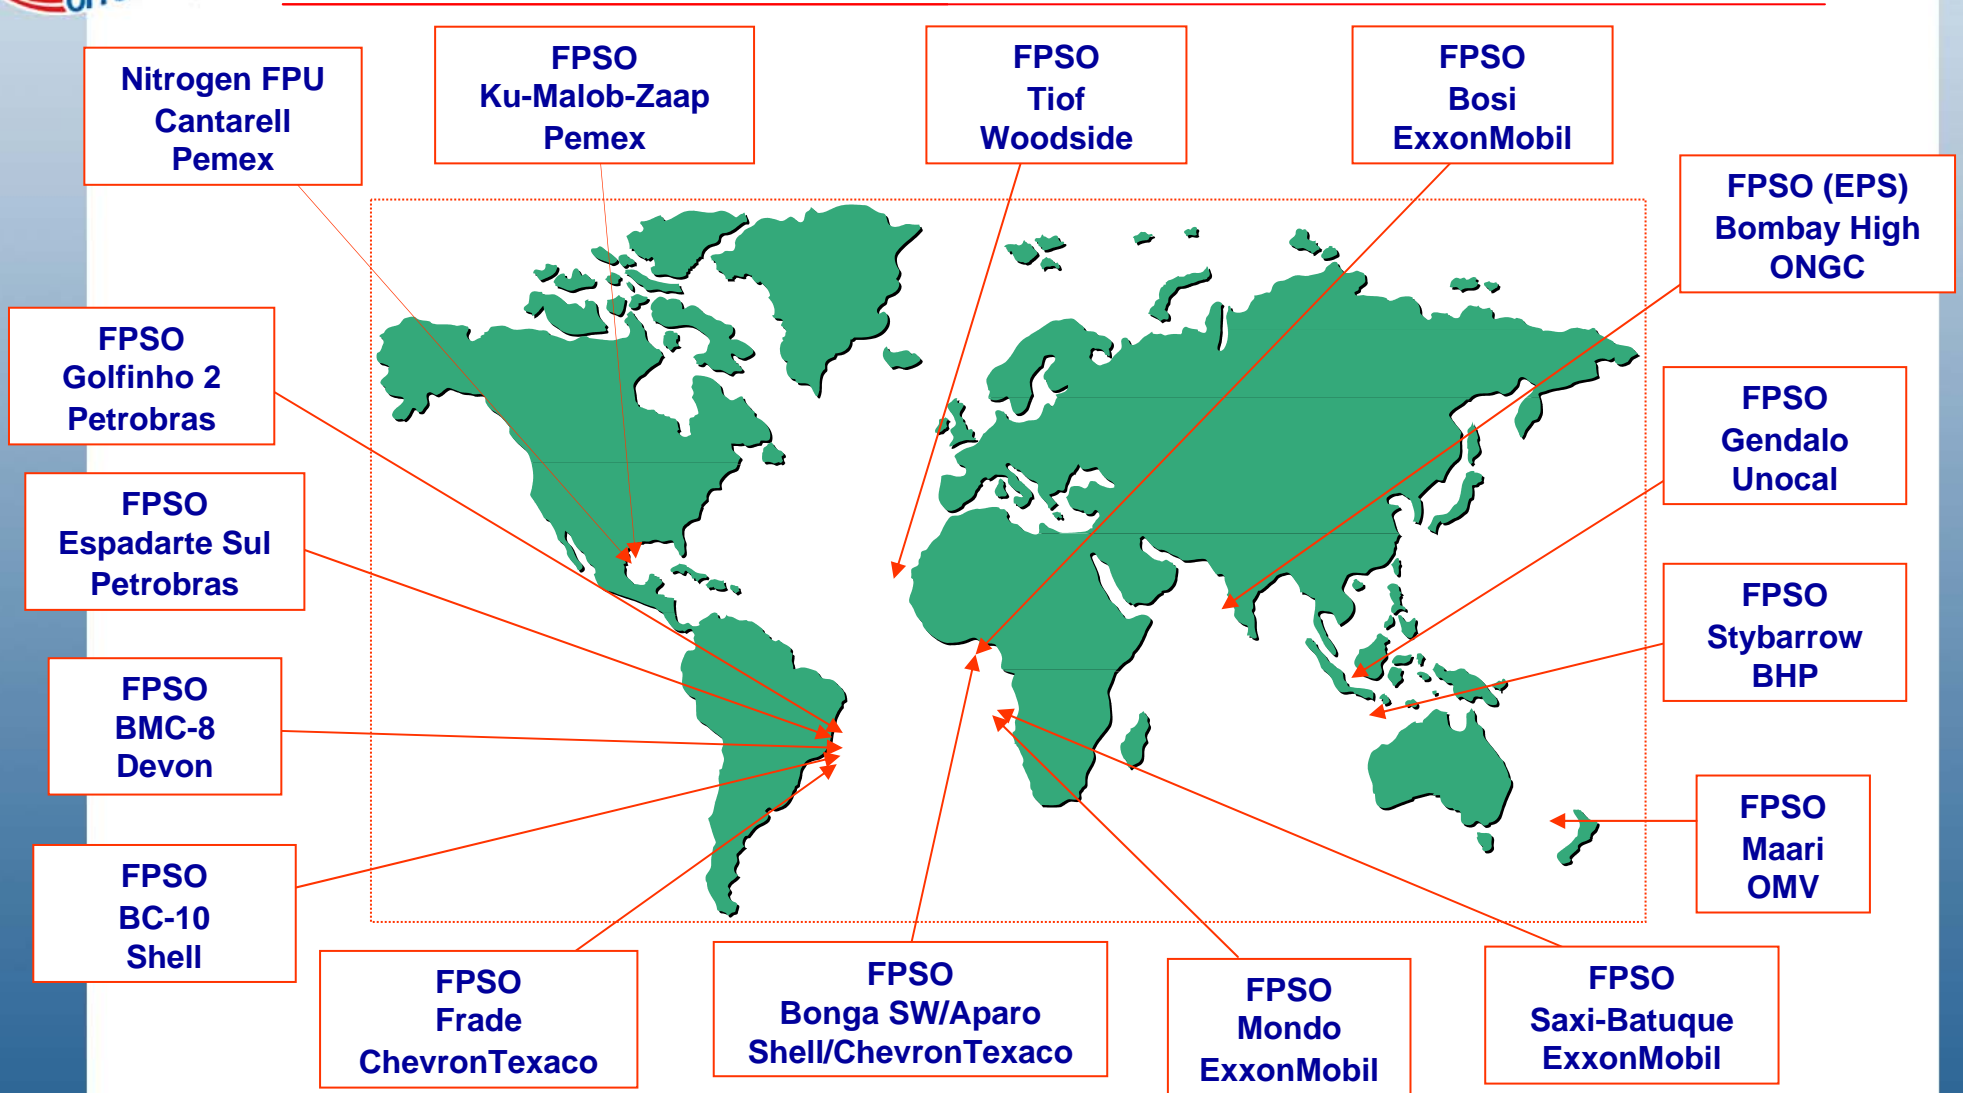 FPSO
Ku-Malob-Zaap
Pemex
FPSO
Tiof
Woodside
FPSO
Bosi
ExxonMobil
Nitrogen FPU
Cantarell
Pemex
FPSO (EPS)
Bombay High
ONGC
FPSO
Golfinho 2
Petrobras
FPSO
Gendalo
Unocal
FPSO
Espadarte Sul
Petrobras
FPSO
Stybarrow
BHP
FPSO
BMC-8
Devon
FPSO
Maari
OMV
FPSO
BC-10
Shell
FPSO
Frade
ChevronTexaco
FPSO
Bonga SW/Aparo
Shell/ChevronTexaco
FPSO
Mondo
ExxonMobil
FPSO
Saxi-Batuque
ExxonMobil